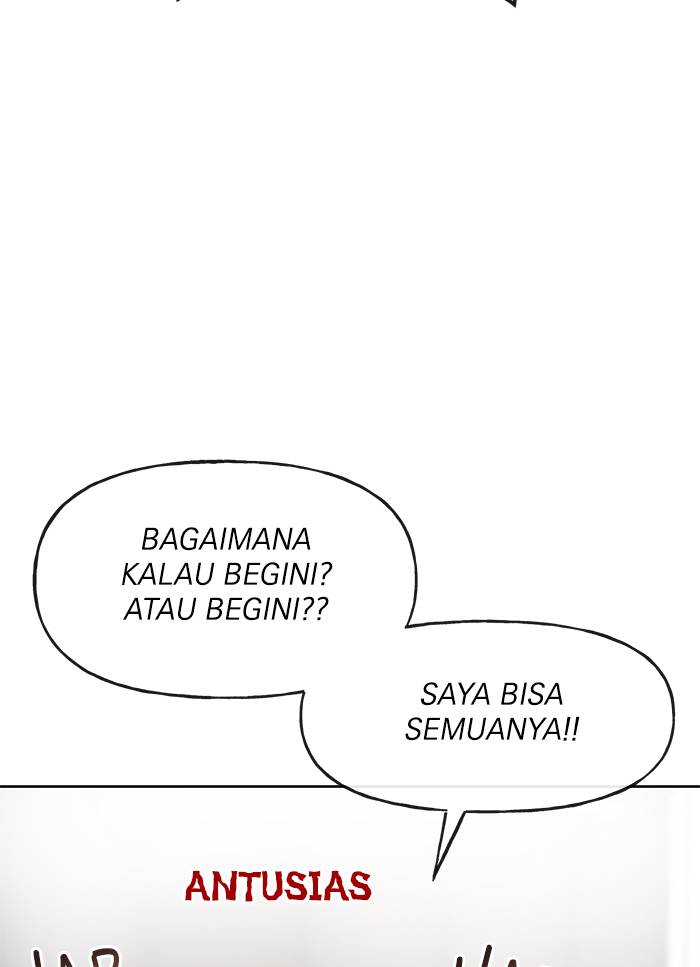 BAGAIMANA
KALAU BEGINI?
ATAU BEGINI??
SAYA BISA
SEMUANYA!!
ANTUSIAS